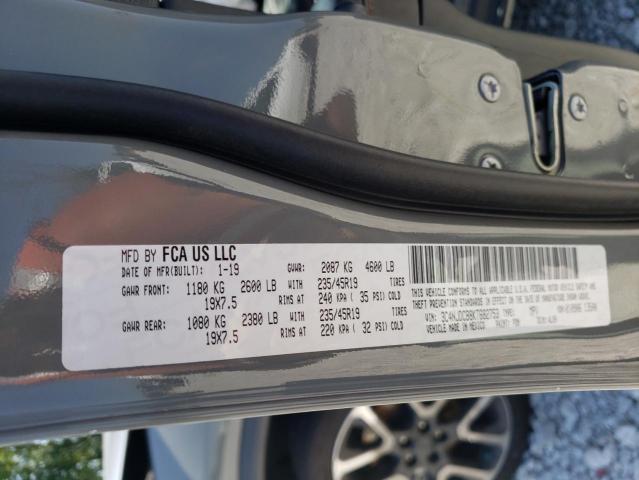 MFD BY FCA US LLC
DATE OF MFR(BUILT): 1-19 GVWR: 2087 KG 4600 LB
GAWR FRONT: 1180 KG 2600 LB WITH 235/45R19 TIRES
19X7.5 RIMS AT 240 KPA ( 35 PSI) COLD
GAWR REAR: 1080 KG 2380 LB WITH 235/45R19 TIRES
19X7.5 RIMS AT 220 KPA ( 32 PSI) COLD
THIS VEHICLE CONFORMS TO ALL APPLICABLE U.S.A. FEDERAL MOTOR VEHICLE SAFETY,
BUMPER, AND THEFT PREVENTION STANDARDS IN EFFECT ON THE DATE OF MANUFACTURE SHOWN ABOVE.
VIN: TYPE: MPV
VEHICLE MADE IN MEXICO